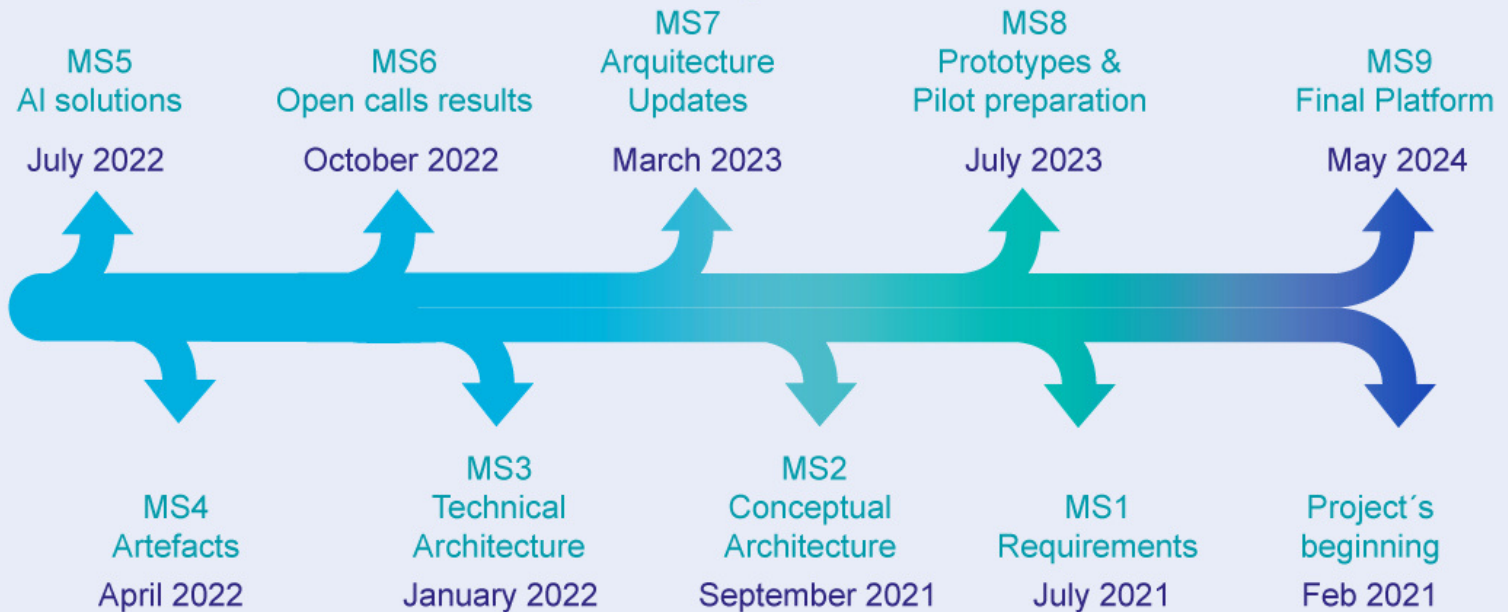 MS5
AI solutions
July 2022
MS6
Open calls results
October 2022
MS7
Arquitecture
Updates
March 2023
MS8
Prototypes &
Pilot preparation
July 2023
MS9
Final Platform
May 2024
MS4
Artefacts
April 2022
MS3
Technical
Architecture
January 2022
MS2
Conceptual
Architecture
September 2021
MS1
Requirements
July 2021
Project´s
beginning
Feb 2021